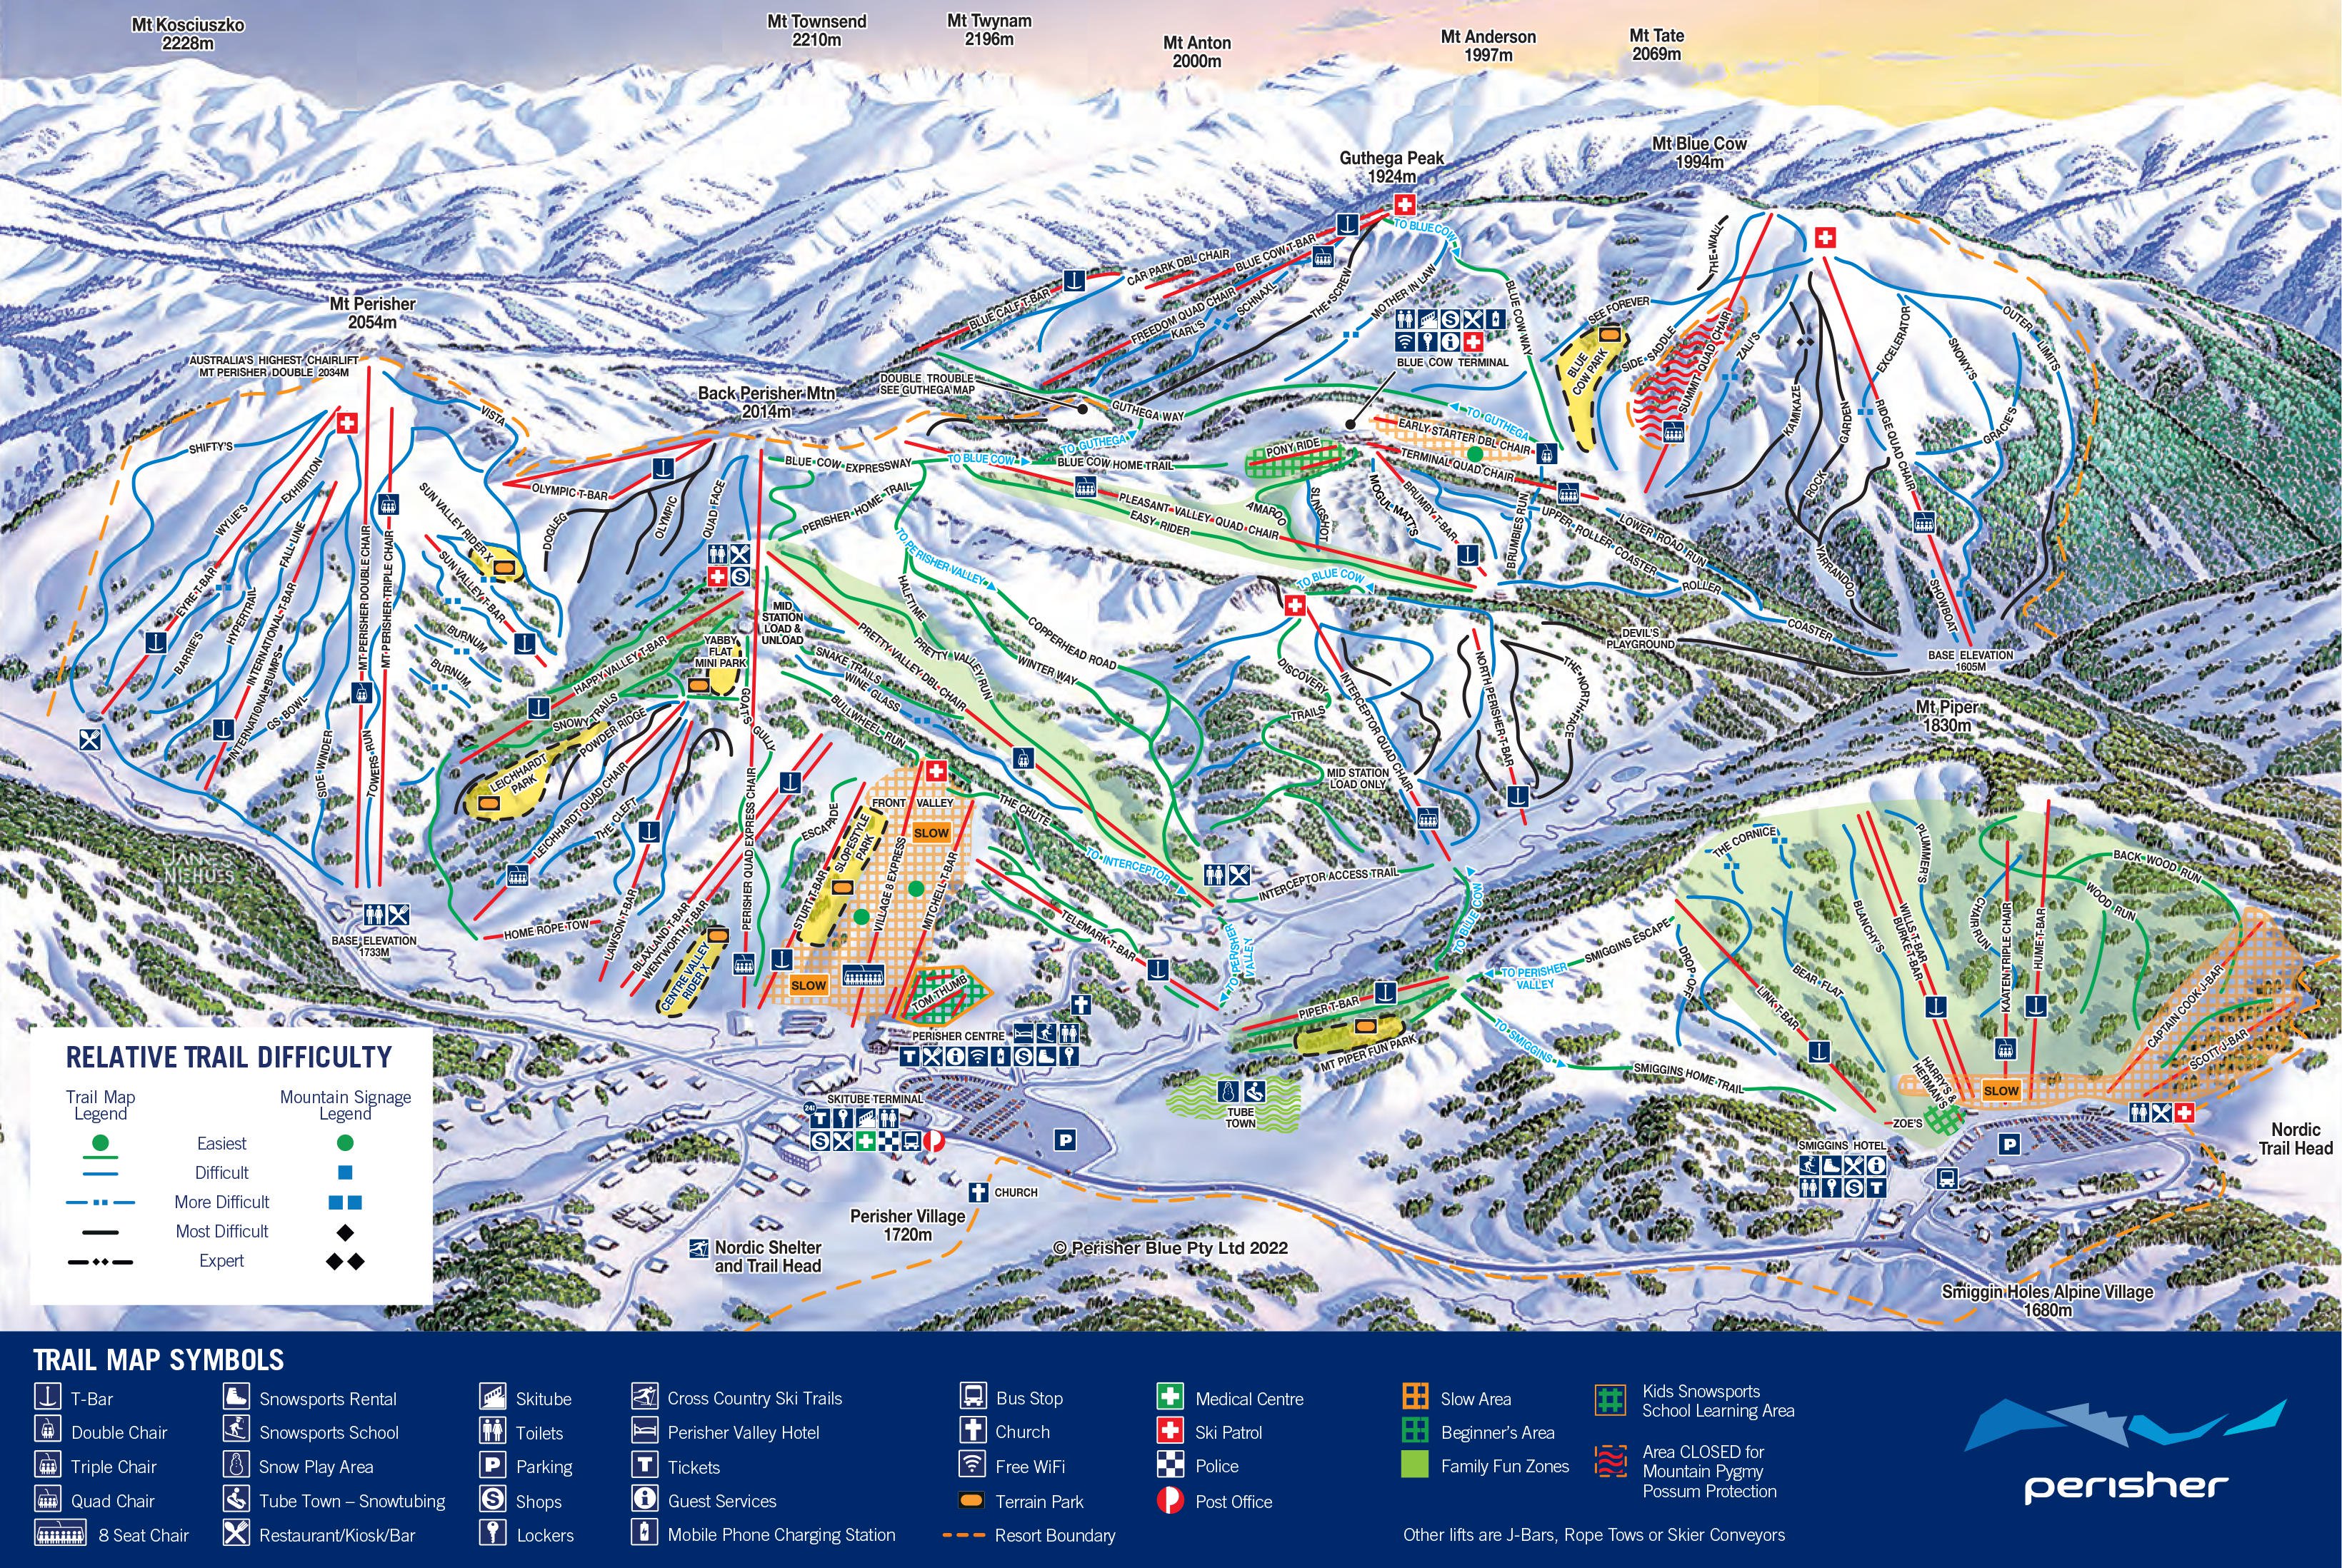 Mt Kosciuszko
2228m
Mt Townsend
2210m
Mt Twynam
2196m
Mt Anton
2000m
Mt Anderson
1997m
Mt Tate
2069m
Guthega Peak
1924m
Mt Blue Cow
1994m
Mt Perisher
2054m
AUSTRALIA'S HIGHEST CHAIRLIFT
MT PERISHER DOUBLE 2034M
Back Perisher Mtn
2014m
TO BLUE COW
CAR PARK DBL CHAIR
BLUE COW T-BAR
BLUE CALF T-BAR
FREEDOM QUAD CHAIR
KARL'S
SCHNAXL
THE SCREW
MOTHER IN LAW
BLUE COW WAY
SEE FOREVER
THE WALL
BLUE
COW PARK
SIDE SADDLE
SUMMIT QUAD CHAIR
ZALI'S
KAMIKAZE
GARDEN
ROCK
YARRANDOO
EXCELERATOR
RIDGE QUAD CHAIR
SNOWY'S
OUTER LIMITS
GRACIE'S
SHOWBOAT
BASE ELEVATION
1605M
BLUE COW TERMINAL
DOUBLE TROUBLE
SEE GUTHEGA MAP
GUTHEGA WAY
TO GUTHEGA
TO GUTHEGA
EARLY STARTER DBL CHAIR
TERMINAL QUAD CHAIR
PONY RIDE
BLUE COW EXPRESSWAY
TO BLUE COW
BLUE COW HOME TRAIL
PLEASANT VALLEY QUAD CHAIR
EASY RIDER
AMAROO
SLINGSHOT
MOGUL MATTS
BRUMBY T-BAR
BRUMBIES RUN
UPPER ROLLER COASTER
LOWER ROAD RUN
ROLLER
COASTER
DEVIL'S
PLAYGROUND
TO BLUE COW
SHIFTY'S
WYLIE'S
EXHIBITION
EYRE T-BAR
BARRIE'S
HYPERTRAIL
FALL-LINE
INTERNATIONAL T-BAR
INTERNATIONAL BUMPS
GS BOWL
SIDE WINDER
MT PERISHER DOUBLE CHAIR
MT PERISHER TRIPLE CHAIR
TOWERS RUN
VISTA
SUN VALLEY RIDER X
SUN VALLEY T-BAR
BURNUM
BURNUM
OLYMPIC T-BAR
DOGLEG
OLYMPIC
QUAD FACE
PERISHER HOME TRAIL
TO PERISHER VALLEY
HALFTIME
MID
STATION
LOAD &
UNLOAD
PRETTY VALLEY DBL CHAIR
PRETTY VALLEY RUN
COPPERHEAD ROAD
WINTER WAY
SNAKE TRAILS
WINE GLASS
BULLWHEEL RUN
HAPPY VALLEY T-BAR
YABBY
FLAT
MINI PARK
SNOWY TRAILS
POWDER RIDGE
GOAT'S GULLY
LEICHHARDT
PARK
LEICHHARDT QUAD CHAIR
THE CLEFT
PERISHER QUAD EXPRESS CHAIR
HOME ROPE TOW
LAWSON T-BAR
BLAXLAND T-BAR
WENTWORTH T-BAR
CENTRE VALLEY
RIDER X
ESCAPADE
FRONT VALLEY
SLOW
SLOPESTYLE
PARK
STURT T-BAR
VILLAGE 8 EXPRESS
MITCHELL T-BAR
SLOW
TOM THUMB
THE CHUTE
TO INTERCEPTOR
TELEMARK T-BAR
DISCOVERY
TRAILS
INTERCEPTOR QUAD CHAIR
MID STATION
LOAD ONLY
NORTH PERISHER T-BAR
THE NORTH FACE
INTERCEPTOR ACCESS TRAIL
TO BLUE COW
TO PERISHER
VALLEY
TO PERISHER
VALLEY
SMIGGINS ESCAPE
PIPER T-BAR
MT PIPER FUN PARK
TO SMIGGINS
SMIGGINS HOME TRAIL
Mt Piper
1830m
THE CORNICE
DROP OFF
LINK T-BAR
BEAR FLAT
BLANCHY'S
PLUMMER'S
WILLS T-BAR
BURKE T-BAR
CHAIR RUN
KAATEN TRIPLE CHAIR
HUME T-BAR
BACK WOOD RUN
WOOD RUN
CAPTAIN COOK J-BAR
SCOTT J-BAR
HARRY'S &
HERMAN'S
SLOW
ZOE'S
SMIGGINS HOTEL
Nordic
Trail Head
BASE ELEVATION
1733M
PERISHER CENTRE
SKITUBE TERMINAL
TUBE
TOWN
CHURCH
Perisher Village
1720m
Nordic Shelter
and Trail Head
© Perisher Blue Pty Ltd 2022
Smiggin Holes Alpine Village
1680m
RELATIVE TRAIL DIFFICULTY
Trail Map
Legend
Mountain Signage
Legend
Easiest
Difficult
More Difficult
Most Difficult
Expert
TRAIL MAP SYMBOLS
T-Bar
Double Chair
Triple Chair
Quad Chair
8 Seat Chair
Snowsports Rental
Snowsports School
Snow Play Area
Tube Town – Snowtubing
Restaurant/Kiosk/Bar
Skitube
Toilets
Parking
Shops
Lockers
Cross Country Ski Trails
Perisher Valley Hotel
Tickets
Guest Services
Mobile Phone Charging Station
Bus Stop
Church
Free WiFi
Terrain Park
Resort Boundary
Medical Centre
Ski Patrol
Police
Post Office
Slow Area
Beginner's Area
Family Fun Zones
Kids Snowsports
School Learning Area
Area CLOSED for
Mountain Pygmy
Possum Protection
Other lifts are J-Bars, Rope Tows or Skier Conveyors
perisher